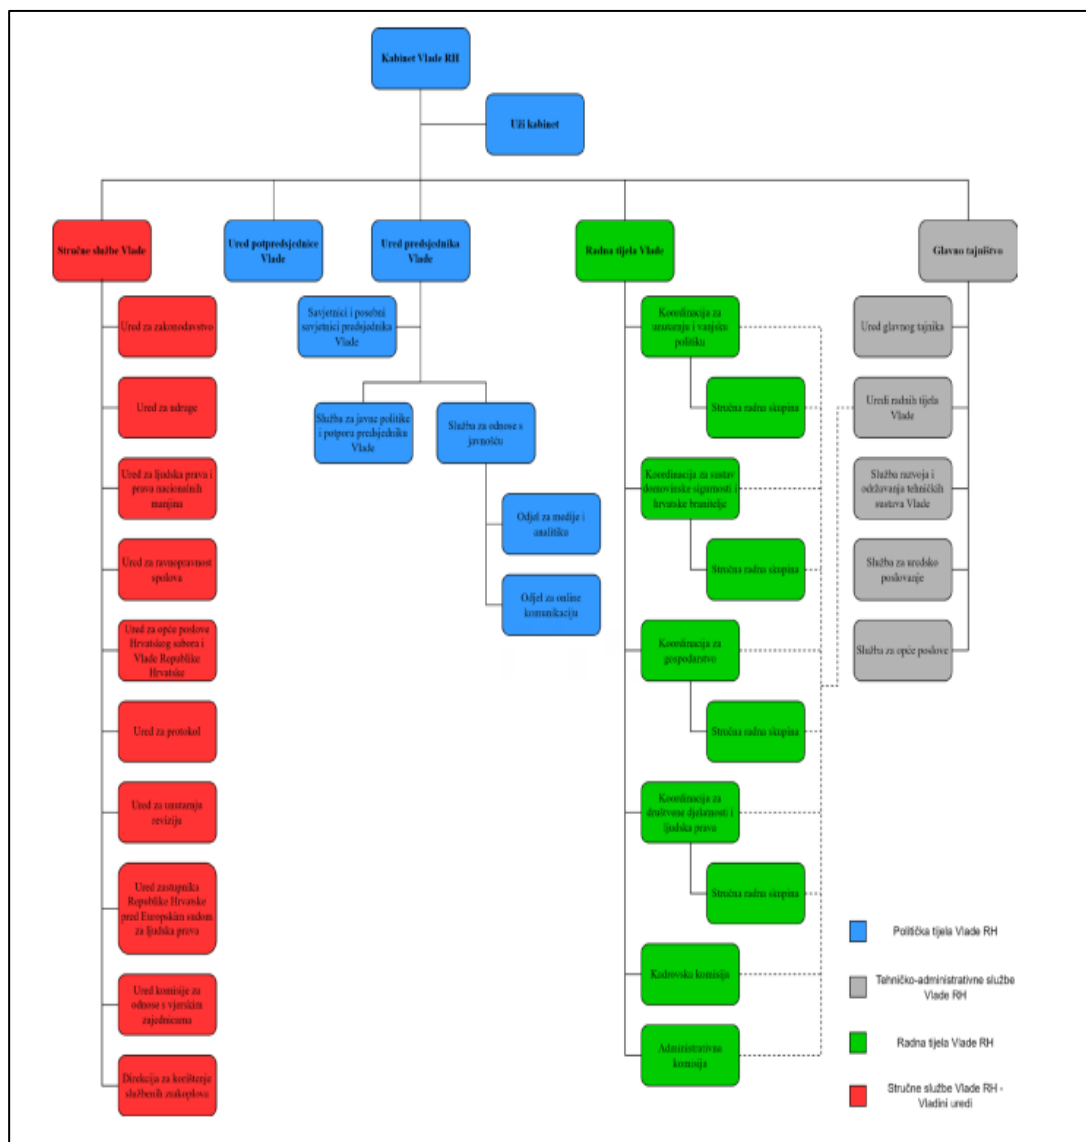 Kabinet Vlade RH
Uži kabinet
Stručne službe Vlade
Ured potpredsjednice
Vlade
Ured predsjednika
Vlade
Radna tijela Vlade
Glavno tajništvo
Ured za zakonodavstvo
Ured za udruge
Ured za ljudska prava i
prava nacionalnih
manjina
Ured za ravnopravnost
spolova
Ured za opće poslove
Hrvatskog sabora i
Vlade Republike
Hrvatske
Ured za protokol
Ured za unutarnju
reviziju
Ured zastupnika
Republike Hrvatske
pred Europskim sudom
za ljudska prava
Ured komisije za
odnose s vjerskim
zajednicama
Direkcija za korištenje
službenih zrakoplova
Savjetnici i posebni
savjetnici predsjednika
Vlade
Služba za javne politike
i potporu predsjedniku
Vlade
Služba za odnose s
javnošću
Odjel za medije i
analitiku
Odjel za online
komunikaciju
Koordinacija za
unutarnju i vanjsku
politiku
Stručna radna skupina
Koordinacija za sustav
domovinske sigurnosti i
hrvatske branitelje
Stručna radna skupina
Koordinacija za
gospodarstvo
Stručna radna skupina
Koordinacija za
društvene djelatnosti i
ljudska prava
Stručna radna skupina
Kadrovska komisija
Administrativna
komisija
Ured glavnog tajnika
Uredi radnih tijela
Vlade
Služba razvoja i
održavanja tehničkih
sustava Vlade
Služba za uredsko
poslovanje
Služba za opće poslove
Politička tijela Vlade RH
Tehničko-administrativne službe
Vlade RH
Radna tijela Vlade RH
Stručne službe Vlade RH -
Vladini uredi